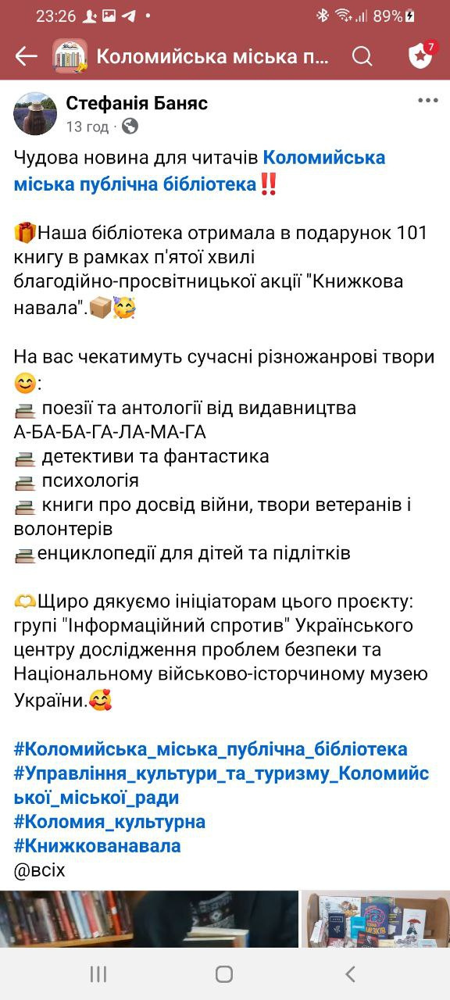 23:26 89%
Коломийська міська п... 7
Стефанія Баняс
13 год ·
Чудова новина для читачів Коломийська
міська публічна бібліотека‼️
🎁Наша бібліотека отримала в подарунок 101
книгу в рамках п'ятої хвилі
благодійно-просвітницької акції "Книжкова
навала".📦🥳
На вас чекатимуть сучасні різножанрові твори
😊:
📚 поезії та антології від видавництва
А-БА-БА-ГА-ЛА-МА-ГА
📚 детективи та фантастика
📚 психологія
📚 книги про досвід війни, твори ветеранів і
волонтерів
📚енциклопедії для дітей та підлітків
🫶Щиро дякуємо ініціаторам цього проєкту:
групі "Інформаційний спротив" Українського
центру дослідження проблем безпеки та
Національному військово-історчиному музею
України.🥰
#Коломийська_міська_публічна_бібліотека
#Управління_культури_та_туризму_Коломийс
ької_міської_ради
#Коломия_культурна
#Книжкованавала
@всіх